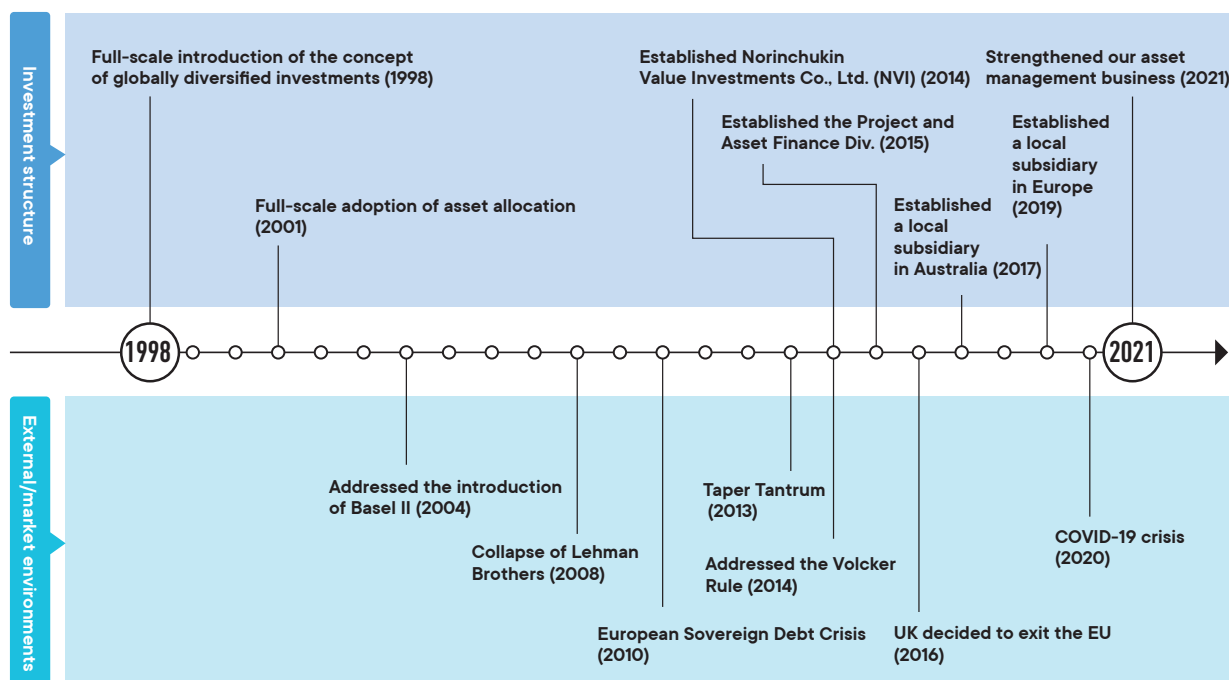 Investment structure
Full-scale introduction of the concept
of globally diversified investments (1998)
Full-scale adoption of asset allocation
(2001)
Established Norinchukin
Value Investments Co., Ltd. (NVI) (2014)
Established the Project and
Asset Finance Div. (2015)
Established
a local
subsidiary
in Australia (2017)
Established
a local
subsidiary
in Europe
(2019)
Strengthened our asset
management business (2021)
1998
2021
External/market environments
Addressed the introduction
of Basel II (2004)
Collapse of Lehman
Brothers (2008)
European Sovereign Debt Crisis
(2010)
Taper Tantrum
(2013)
Addressed the Volcker
Rule (2014)
UK decided to exit the EU
(2016)
COVID-19 crisis
(2020)